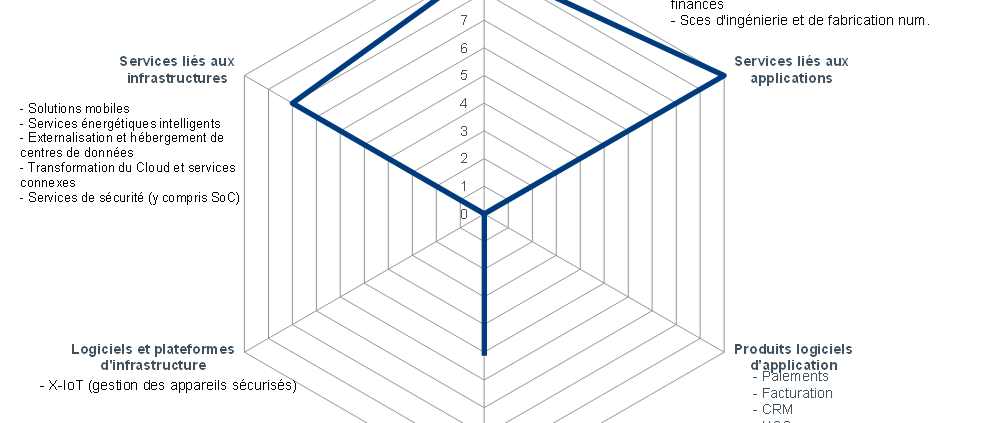 finances
- Sces d'ingénierie et de fabrication num.
7
6
5
4
3
2
1
0
Services liés aux
infrastructures
- Solutions mobiles
- Services énergétiques intelligents
- Externalisation et hébergement de
centres de données
- Transformation du Cloud et services
connexes
- Services de sécurité (y compris SoC)
Services liés aux
applications
Logiciels et plateformes
d'infrastructure
- X-IoT (gestion des appareils sécurisés)
Produits logiciels
d'application
- Paiements
- Facturation
- CRM